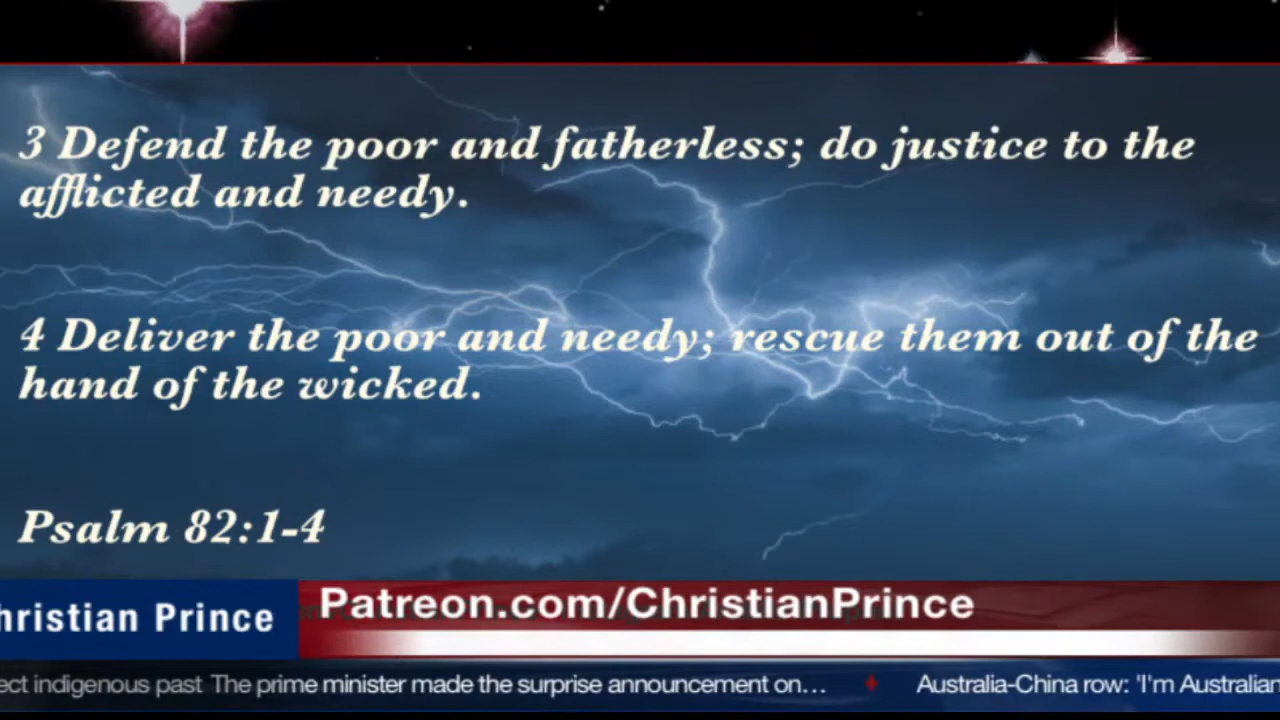 3 Defend the poor and fatherless; do justice to the
afflicted and needy.
4 Deliver the poor and needy; rescue them out of the
hand of the wicked.
Psalm 82:1-4
hristian Prince
Patreon.com/ChristianPrince
ect indigenous past The prime minister made the surprise announcement on… ♦ Australia-China row: 'I'm Australian